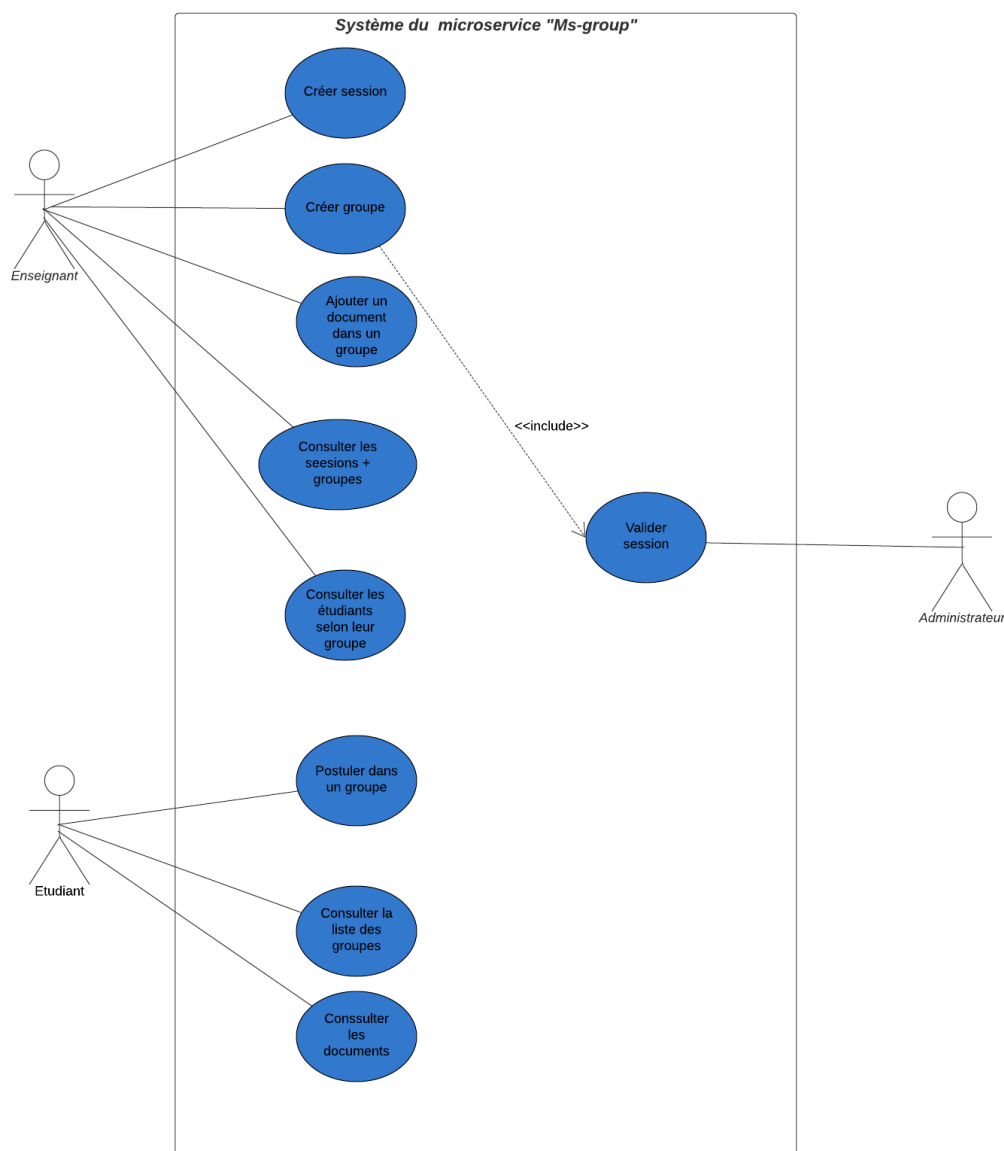 Système du microservice "Ms-group"
Créer session
Créer groupe
Enseignant
Ajouter un
document
dans un
groupe
<<include>>
Consulter les
seesions +
groupes
Valider
session
Consulter les
étudiants
selon leur
groupe
Administrateur
Postuler dans
un groupe
Etudiant
Consulter la
liste des
groupes
Conssulter
les
documents